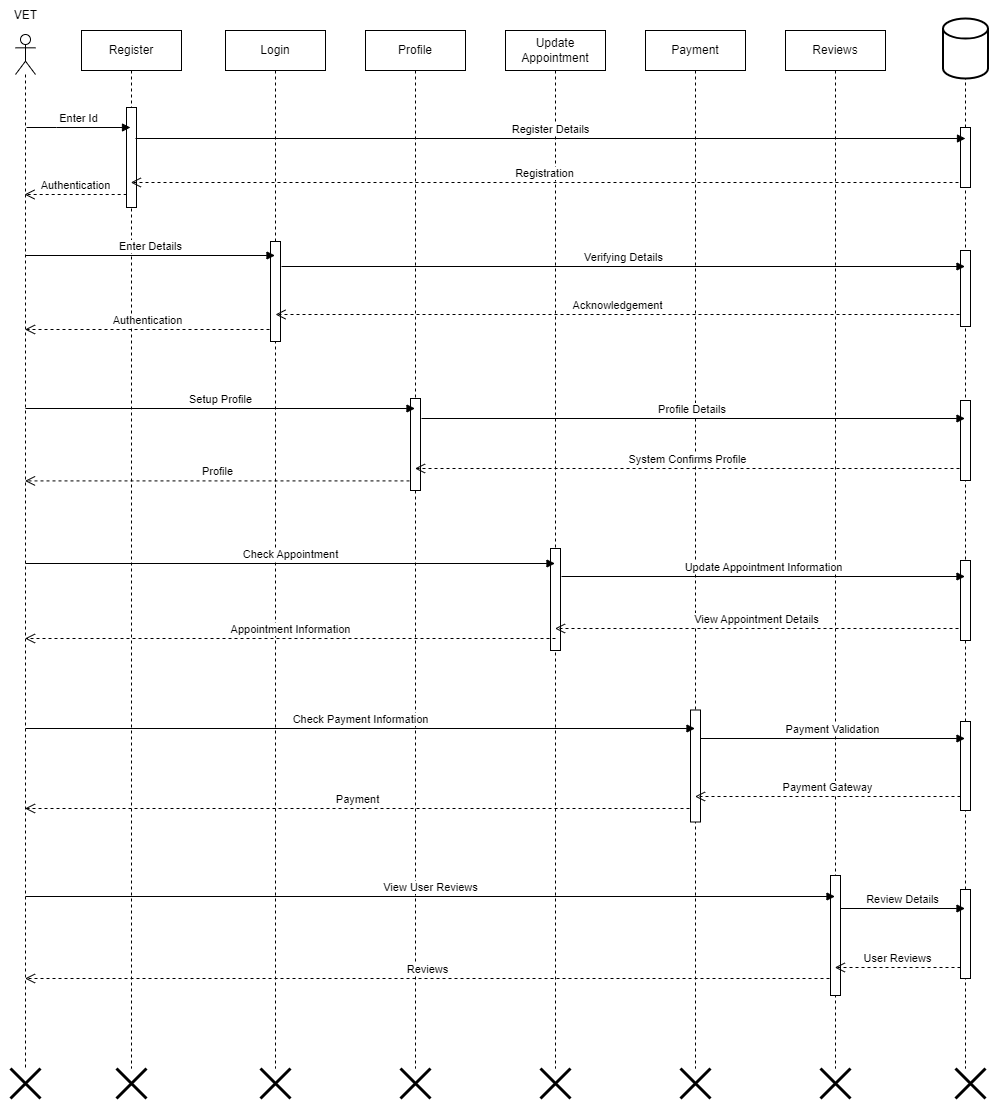 VET
Register
Login
Profile
Update
Appointment
Payment
Reviews
Enter Id
Register Details
Registration
Authentication
Enter Details
Verifying Details
Acknowledgement
Authentication
Setup Profile
Profile Details
System Confirms Profile
Profile
Check Appointment
Update Appointment Information
View Appointment Details
Appointment Information
Check Payment Information
Payment Validation
Payment Gateway
Payment
View User Reviews
Review Details
User Reviews
Reviews